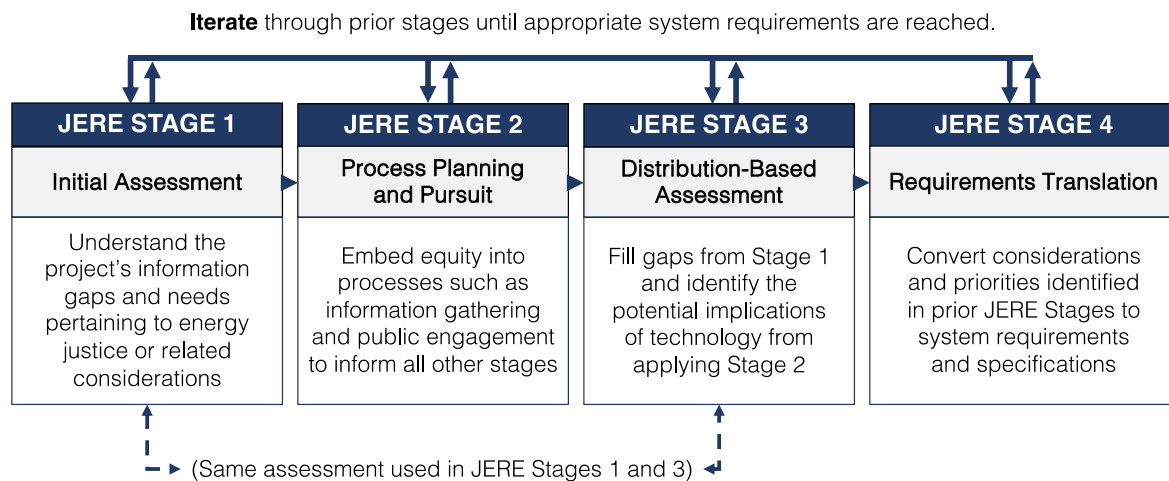 Iterate through prior stages until appropriate system requirements are reached.
JERE STAGE 1
Initial Assessment
Understand the
project's information
gaps and needs
pertaining to energy
justice or related
considerations
JERE STAGE 2
Process Planning
and Pursuit
Embed equity into
processes such as
information gathering
and public engagement
to inform all other stages
JERE STAGE 3
Distribution-Based
Assessment
Fill gaps from Stage 1
and identify the
potential implications
of technology from
applying Stage 2
JERE STAGE 4
Requirements Translation
Convert considerations
and priorities identified
in prior JERE Stages to
system requirements
and specifications
(Same assessment used in JERE Stages 1 and 3)